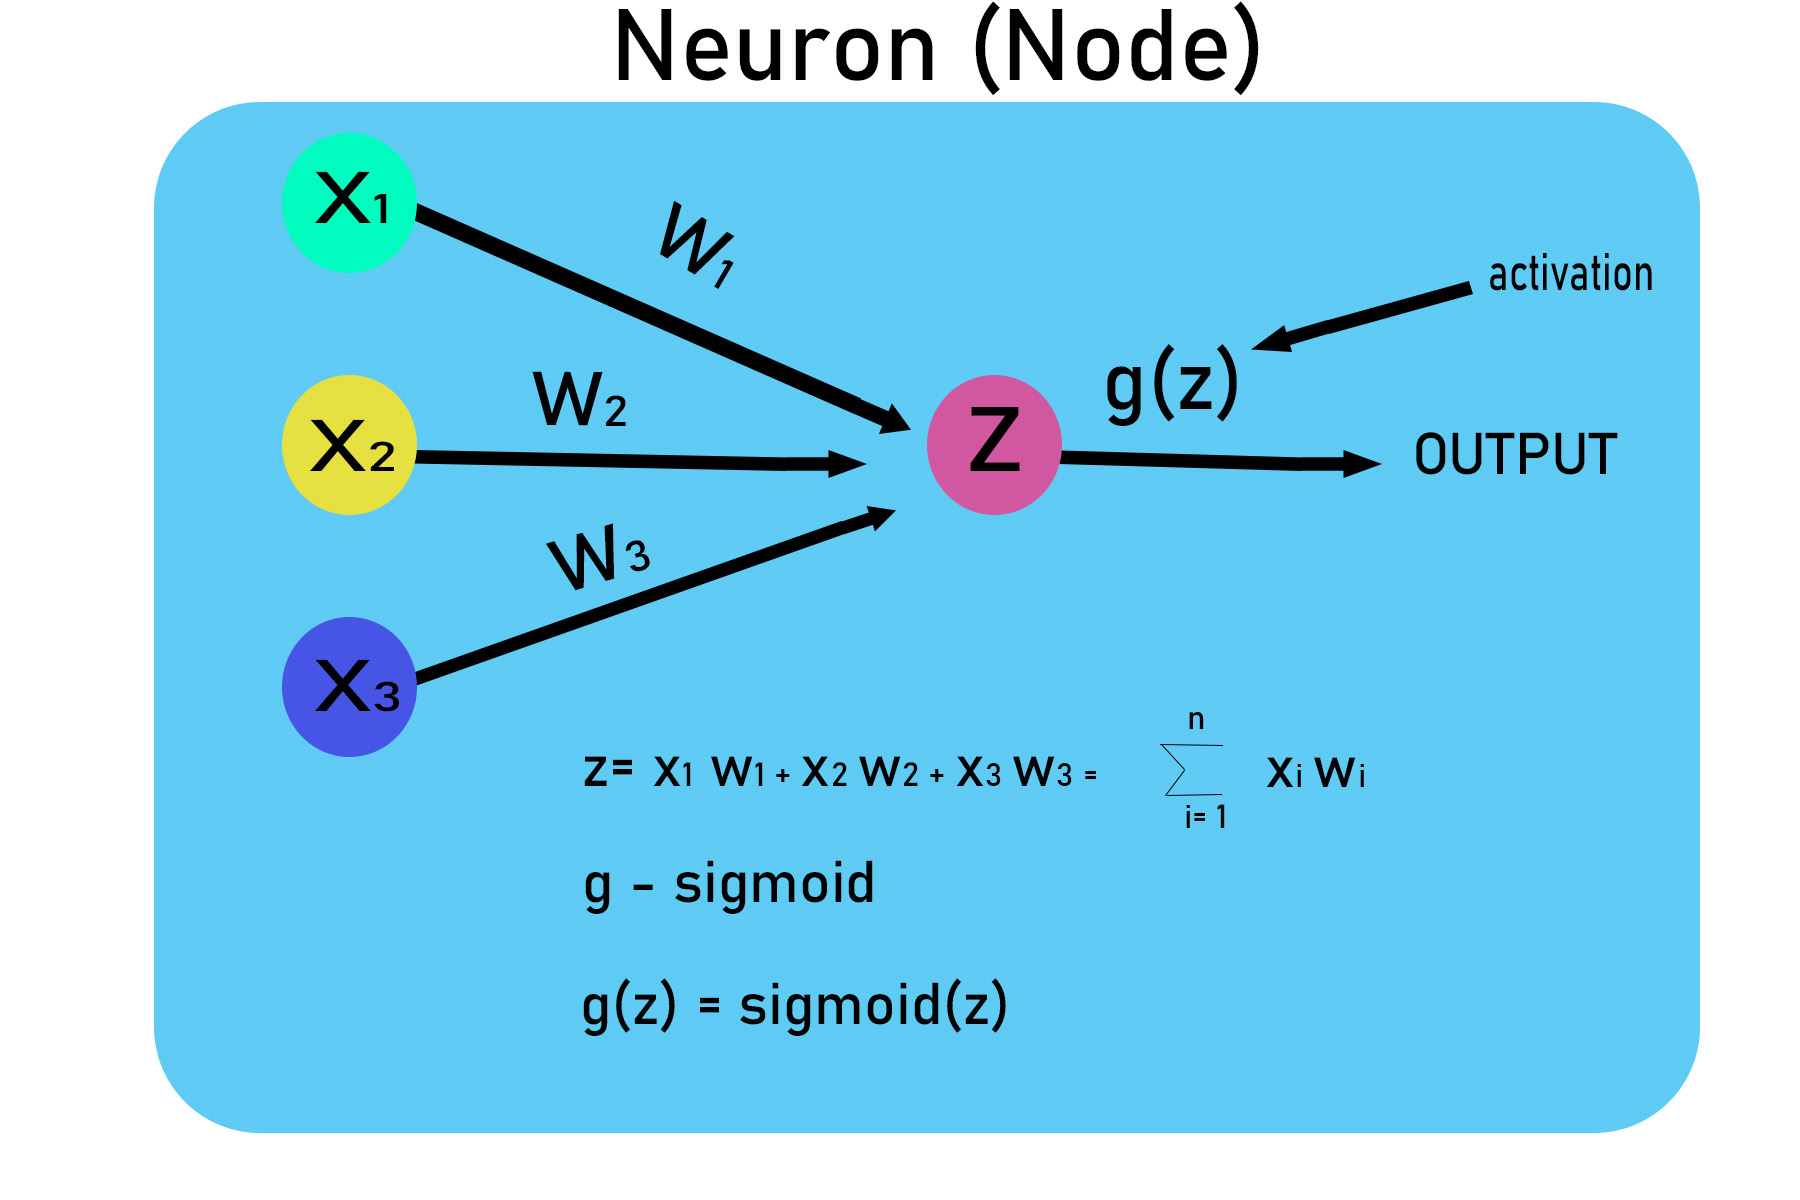 Neuron (Node)
X1
W1
activation
g(z)
W2
X2
Z
OUTPUT
W3
X3
n
z= x1 w1 + x2 w2 + x3 w3 = ∑ xi wi
i= 1
g - sigmoid
g(z) = sigmoid(z)